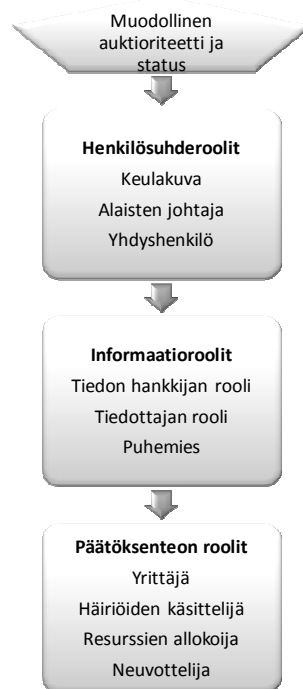 Muodollinen
auktioriteetti ja
status
Henkilösuhderoolit
Keulakuva
Alaisten johtaja
Yhdyshenkilö
Informaatioroolit
Tiedon hankkijan rooli
Tiedottajan rooli
Puhemies
Päätöksenteon roolit
Yrittäjä
Häiriöiden käsittelijä
Resurssien allokoija
Neuvottelija